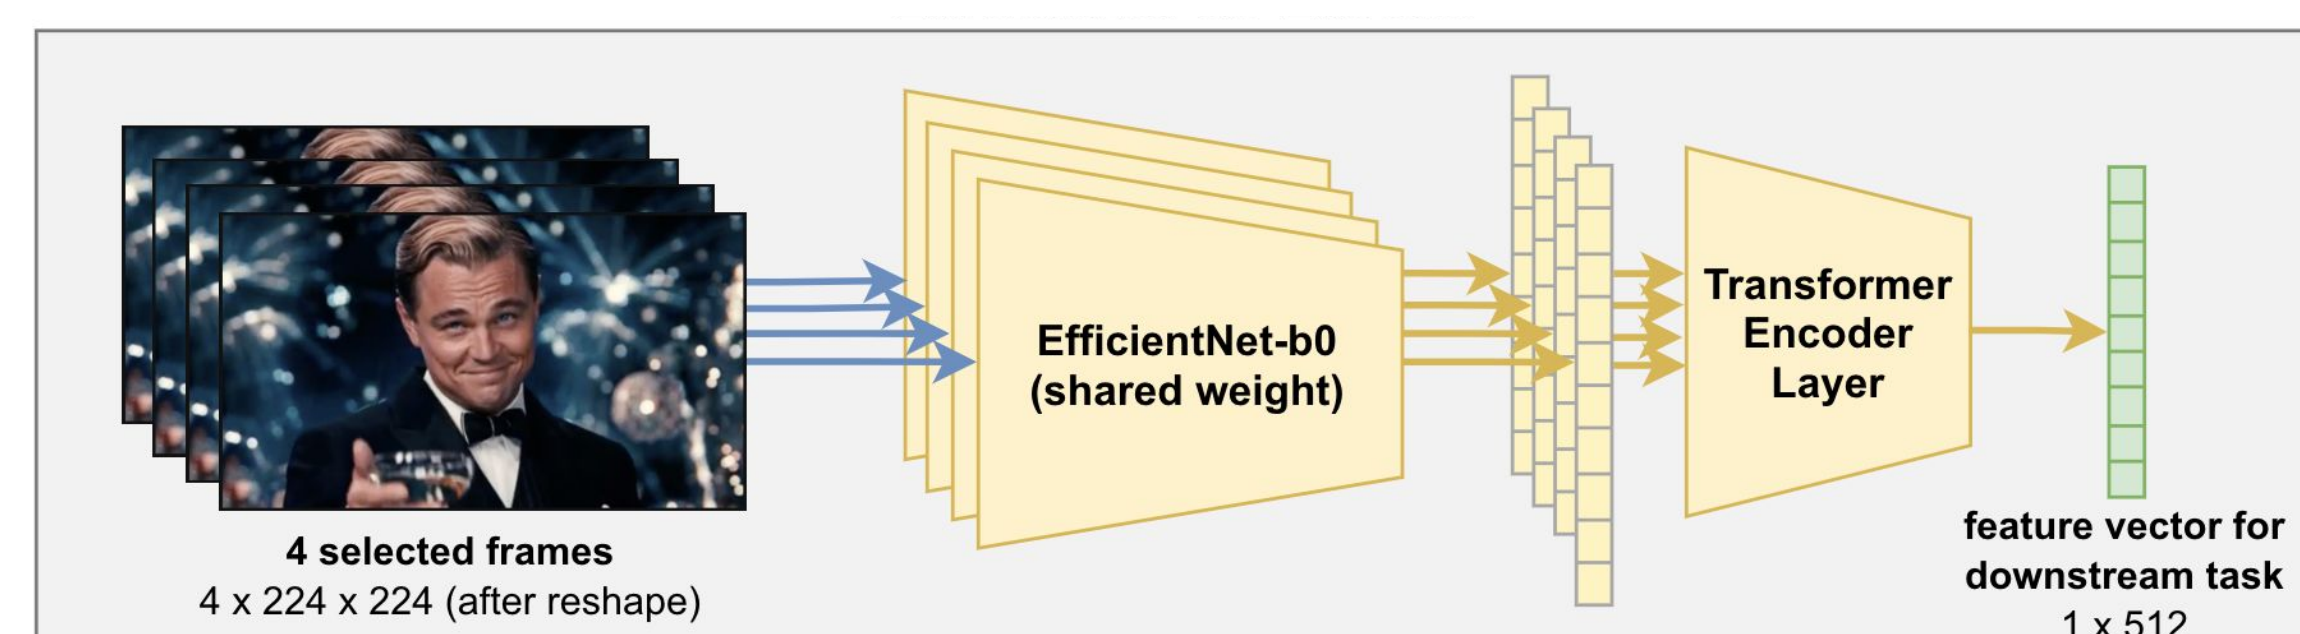 4 selected frames
4 x 224 x 224 (after reshape)
EfficientNet-b0
(shared weight)
Transformer
Encoder
Layer
feature vector for
downstream task
1 x 512